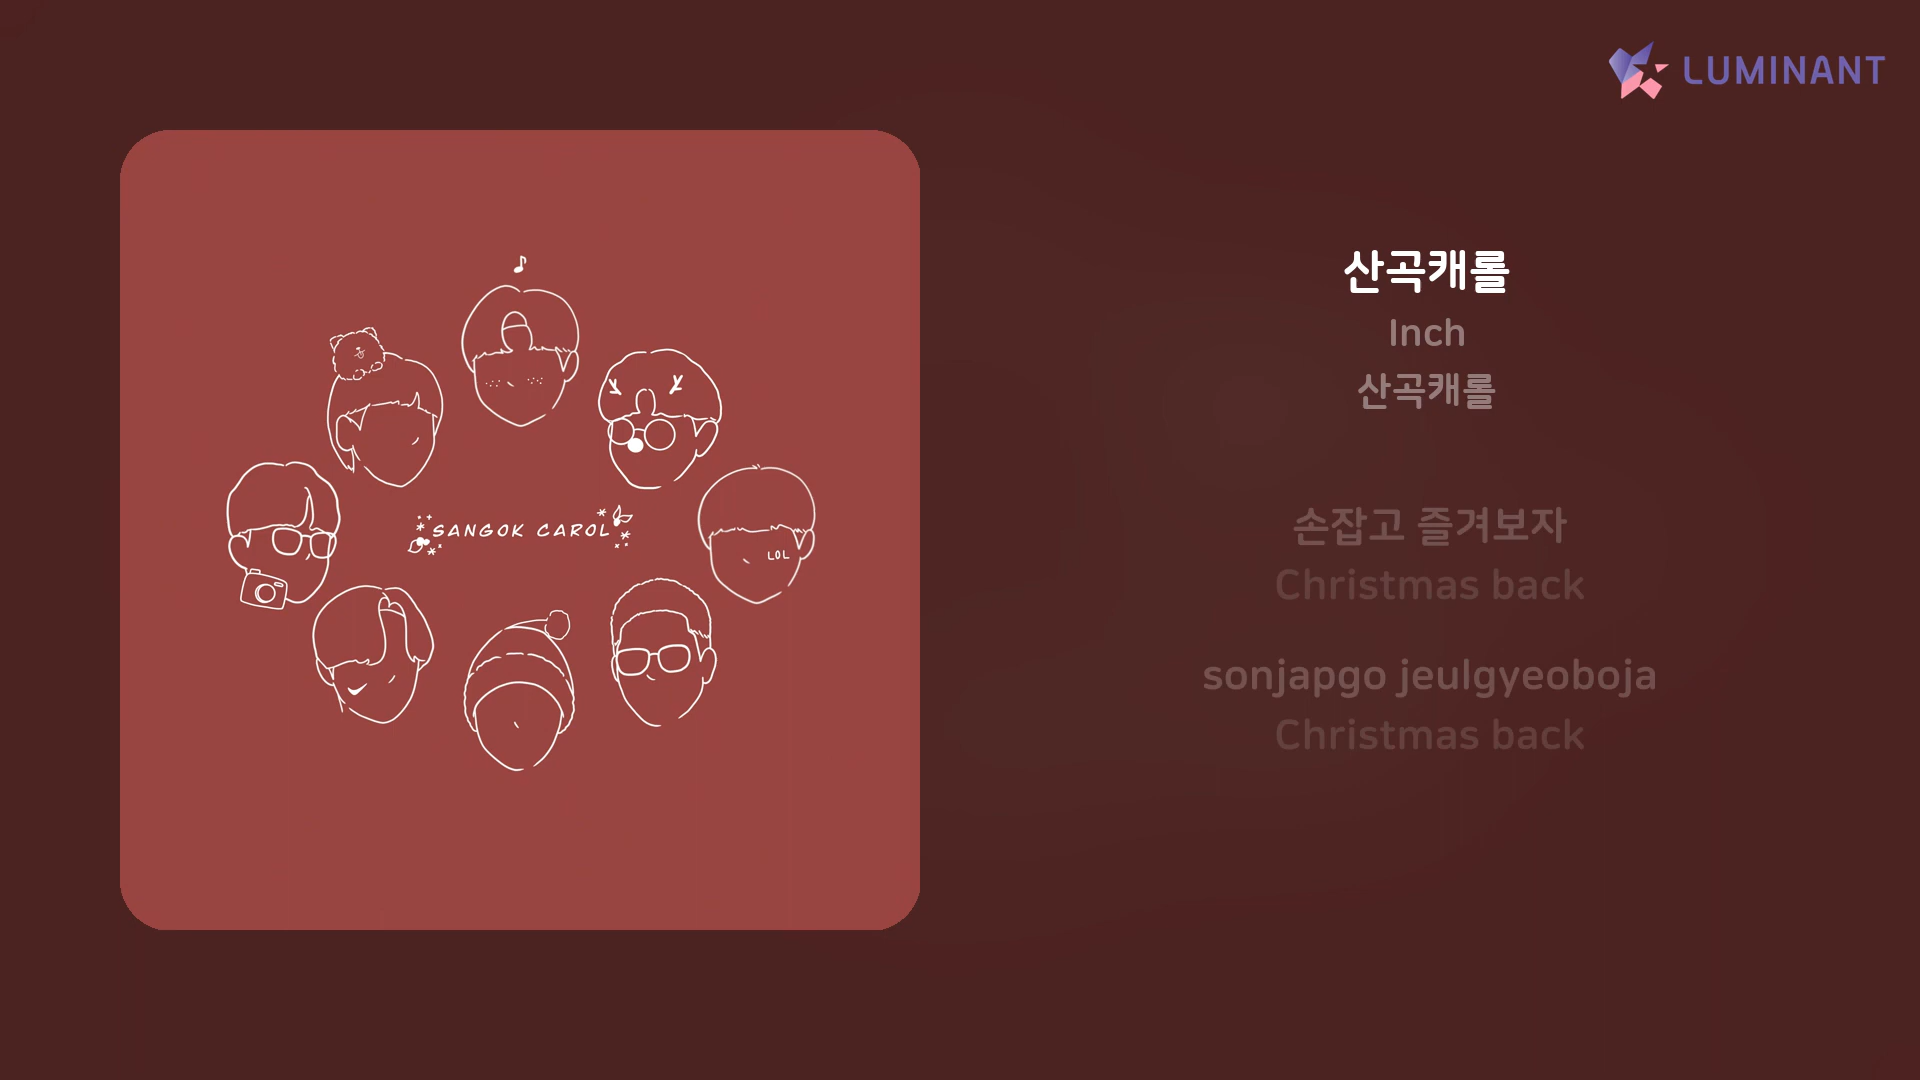 LUMINANT
SANGOK CAROL
LOL
산곡캐롤
Inch
산곡캐롤
손잡고 즐겨보자
Christmas back
sonjapgo jeulgyeoboja
Christmas back